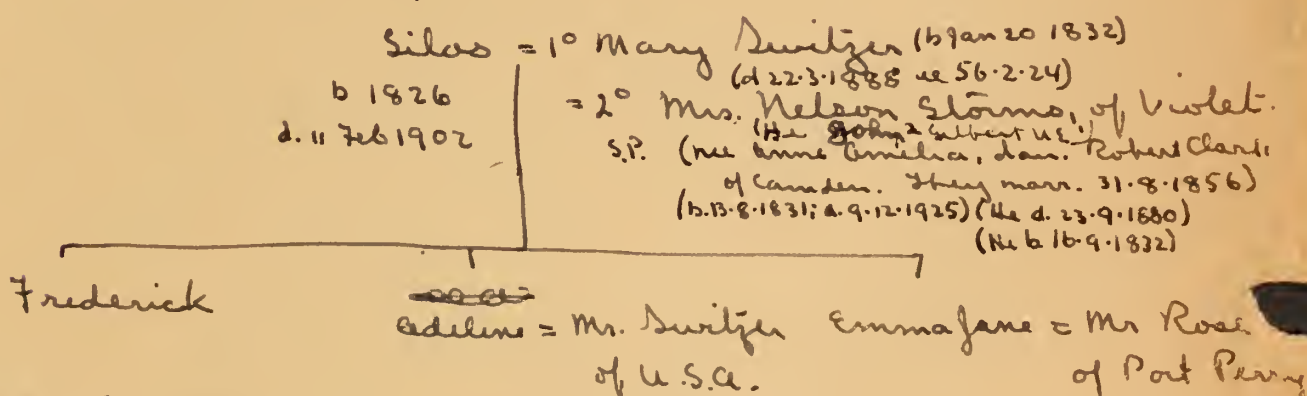 Silas = 1° Mary Switzer (b Jan 20 1832)
(d 22.3.1888 ae 56.2.24)
b 1826
= 2° Mrs. Nelson Storms, of Violet.
d. 11 Feb 1902
(He John² Gilbert U.E.¹)
S.P. (nee Anne Amelia, dau. Robert Clark
of Camden. They marr. 31.8.1856)
(b.13.8.1831; d.9.12.1925) (He d. 23.9.1880)
(He b 16.9.1832)
Frederick
Adeline = Mr. Switzer Emma Jane = Mr Rose
of U.S.A. of Port Perry